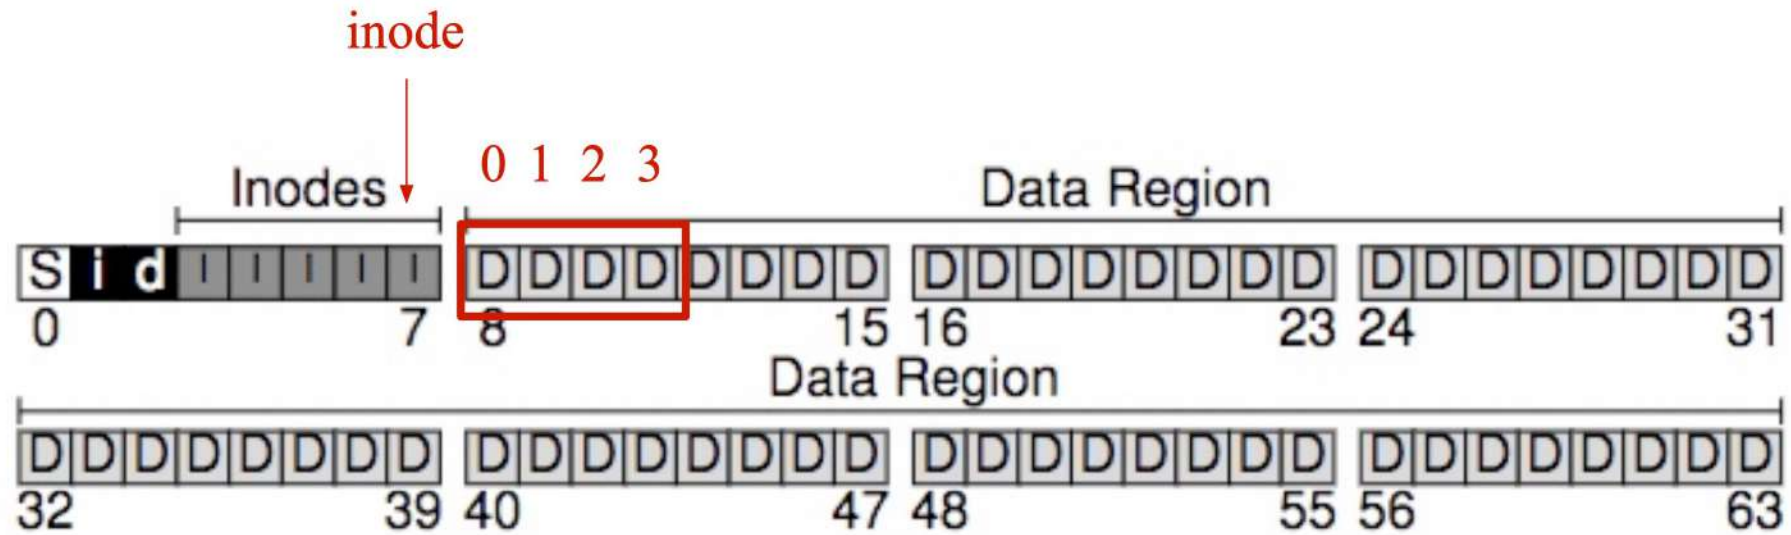 inode
0 1 2 3
Inodes Data Region
S i d I I I I I D D D D D D D D D D D D D D D D D D D D D D D D
0 7 8 15 16 23 24 31
Data Region
D D D D D D D D D D D D D D D D D D D D D D D D D D D D D D D D
32 39 40 47 48 55 56 63